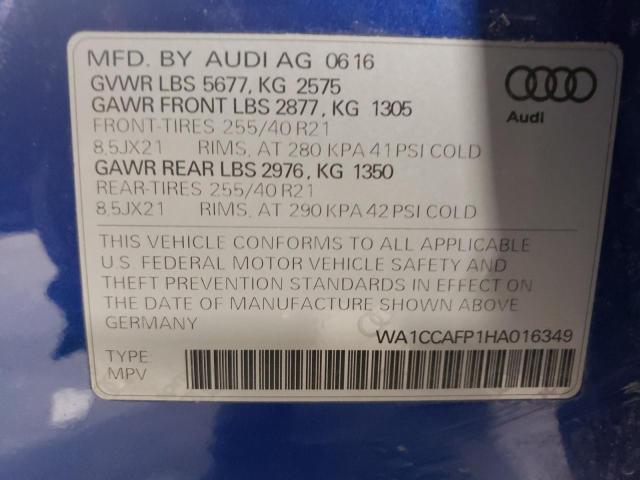 MFD. BY AUDI AG 06 16
GVWR LBS 5677, KG 2575
GAWR FRONT LBS 2877, KG 1305
FRONT-TIRES 255/40 R21
8,5JX21 RIMS, AT 280 KPA 41 PSI COLD
GAWR REAR LBS 2976, KG 1350
REAR-TIRES 255/40 R21
8,5JX21 RIMS, AT 290 KPA 42 PSI COLD
Audi
THIS VEHICLE CONFORMS TO ALL APPLICABLE
U.S. FEDERAL MOTOR VEHICLE SAFETY AND
THEFT PREVENTION STANDARDS IN EFFECT ON
THE DATE OF MANUFACTURE SHOWN ABOVE
GERMANY
WA1CCAFP1HA016349
TYPE:
MPV